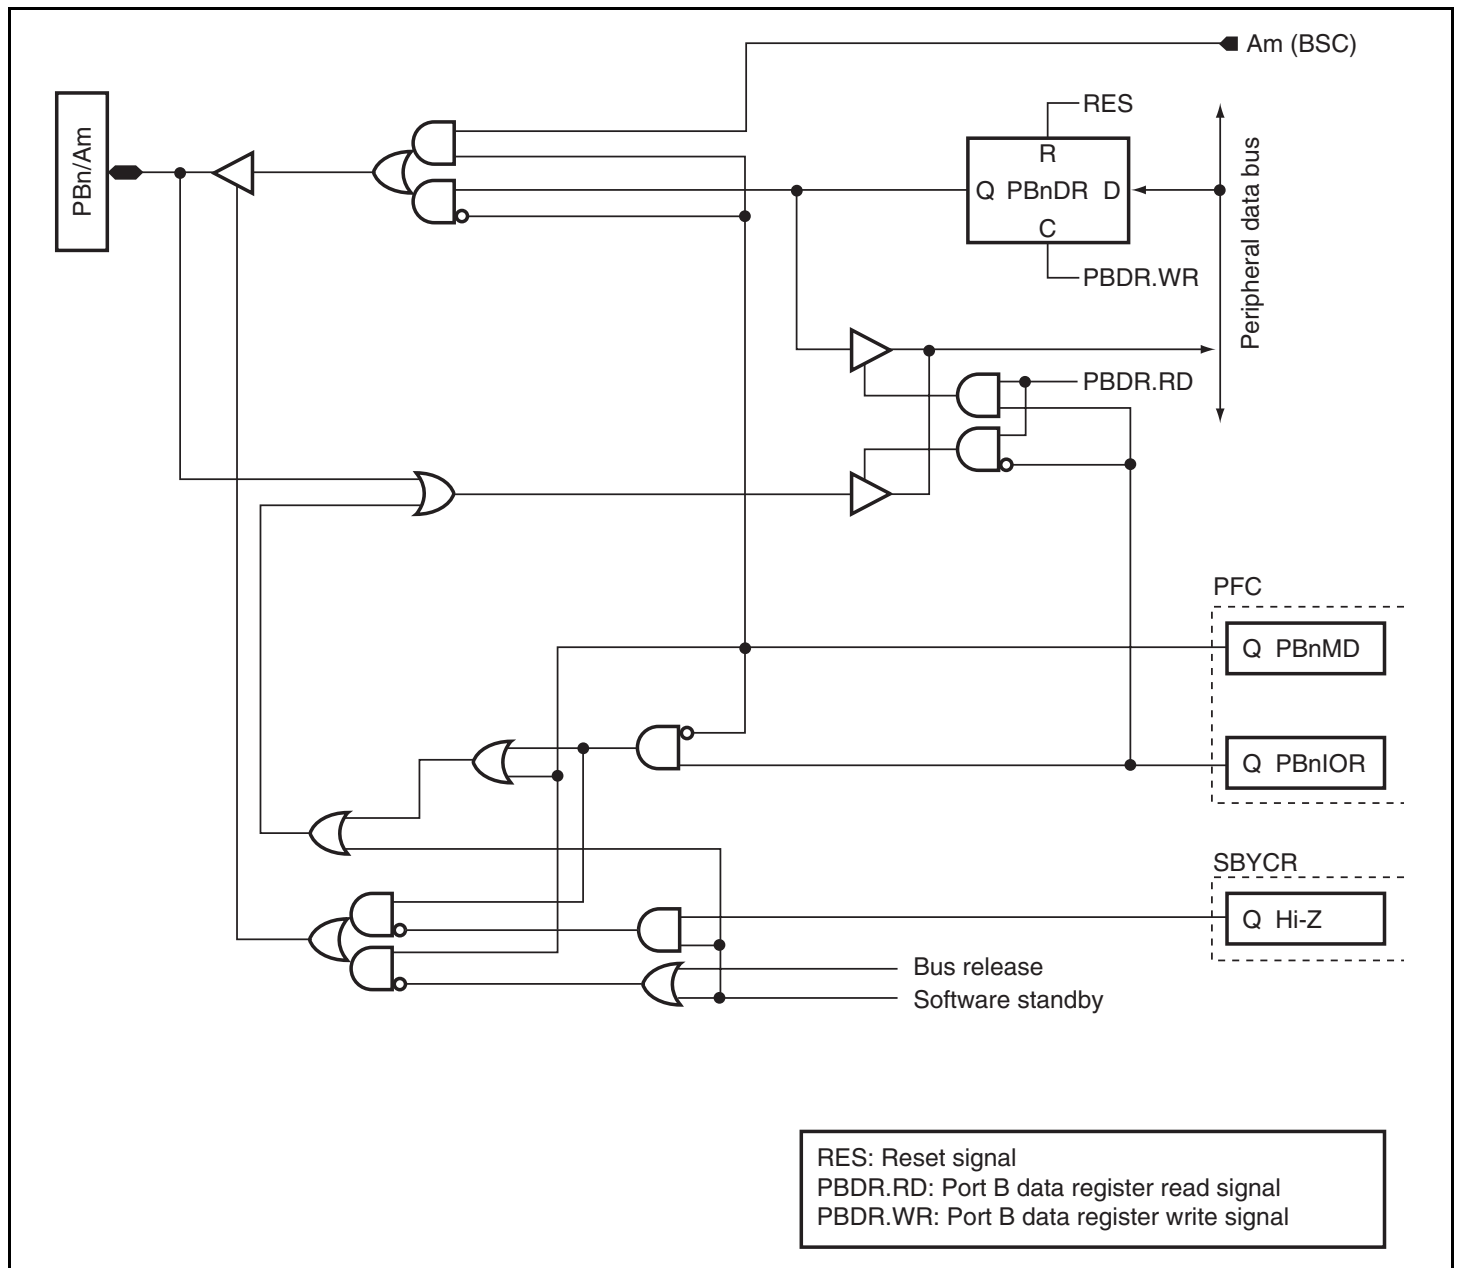 Am (BSC)
PBn/Am
RES
R
Q PBnDR D
C
PBDR.WR
Peripheral data bus
PBDR.RD
PFC
Q PBnMD
Q PBnIOR
SBYCR
Q Hi-Z
Bus release
Software standby
RES: Reset signal
PBDR.RD: Port B data register read signal
PBDR.WR: Port B data register write signal